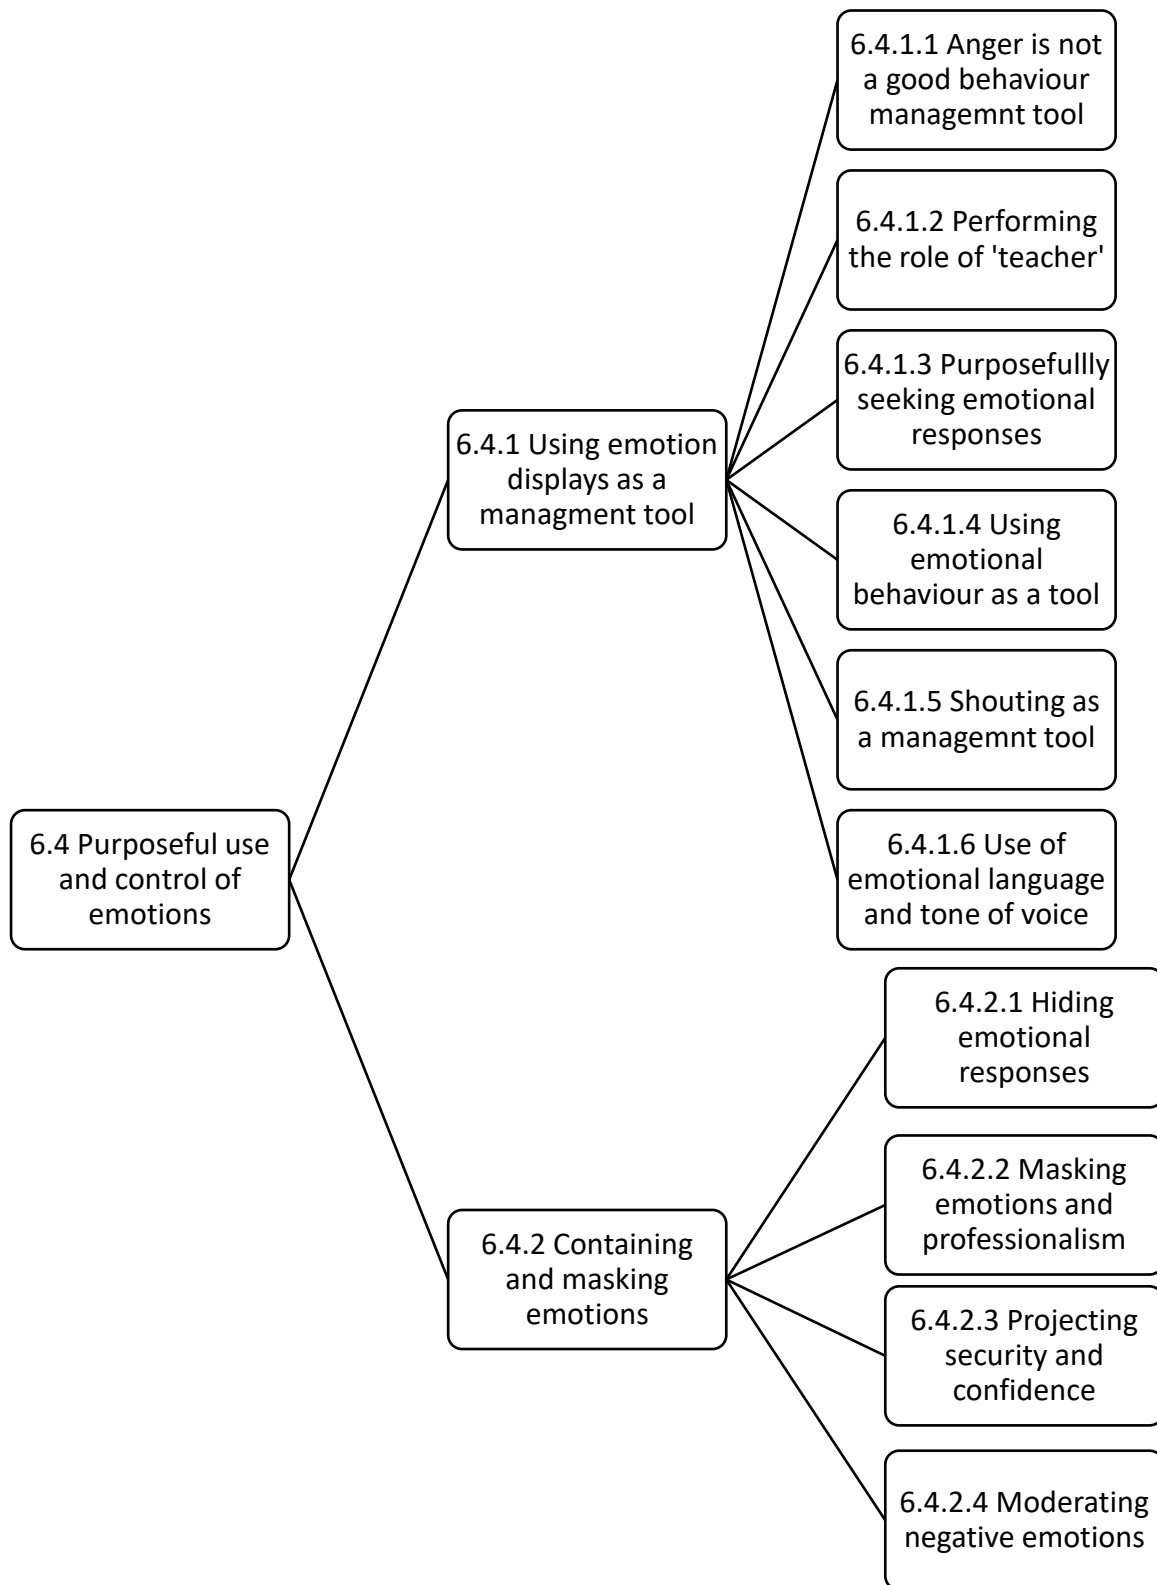 6.4.1.1 Anger is not
a good behaviour
managemnt tool
6.4.1.2 Performing
the role of 'teacher'
6.4.1.3 Purposefullly
seeking emotional
responses
6.4.1 Using emotion
displays as a
managment tool
6.4.1.4 Using
emotional
behaviour as a tool
6.4.1.5 Shouting as
a managemnt tool
6.4 Purposeful use
and control of
emotions
6.4.1.6 Use of
emotional language
and tone of voice
6.4.2.1 Hiding
emotional
responses
6.4.2.2 Masking
emotions and
professionalism
6.4.2 Containing
and masking
emotions
6.4.2.3 Projecting
security and
confidence
6.4.2.4 Moderating
negative emotions